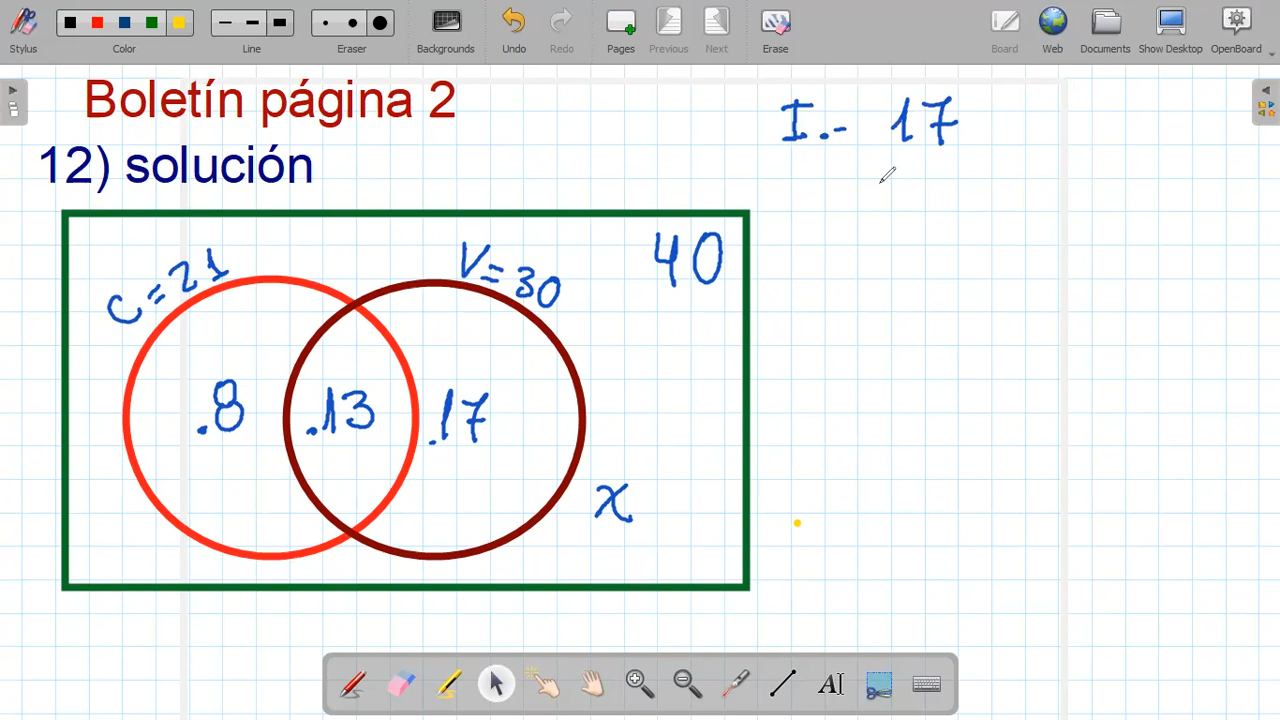 Stylus
Color
Line
Eraser
Backgrounds
Undo
Redo
Pages
Previous
Next
Erase
Board
Web
Documents
Show Desktop
OpenBoard
Boletín página 2
I.- 17
12) solución
40
C = 21
V = 30
.8
.13
.17
x
AI